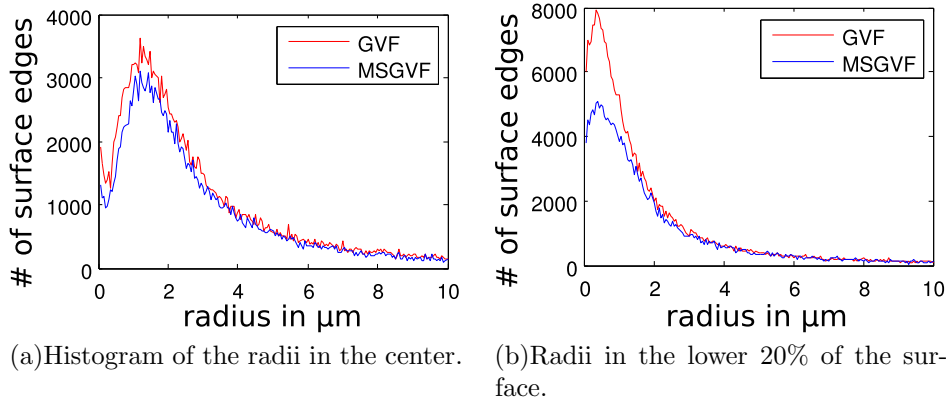 4000
3000
2000
1000
0
0 2 4 6 8 10
# of surface edges
radius in µm
GVF
MSGVF
(a)Histogram of the radii in the center.
8000
6000
4000
2000
0
0 2 4 6 8 10
# of surface edges
radius in µm
GVF
MSGVF
(b)Radii in the lower 20% of the sur-
face.